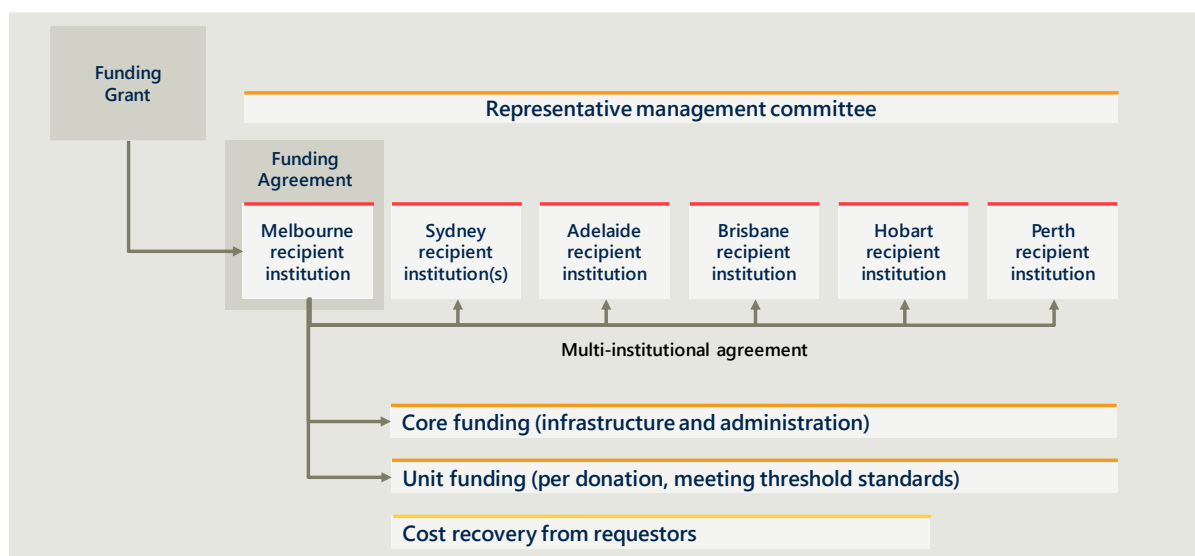 Funding
Grant
Representative management committee
Funding
Agreement
Melbourne
recipient
institution
Sydney
recipient
institution(s)
Adelaide
recipient
institution
Brisbane
recipient
institution
Hobart
recipient
institution
Perth
recipient
institution
Multi-institutional agreement
Core funding (infrastructure and administration)
Unit funding (per donation, meeting threshold standards)
Cost recovery from requestors